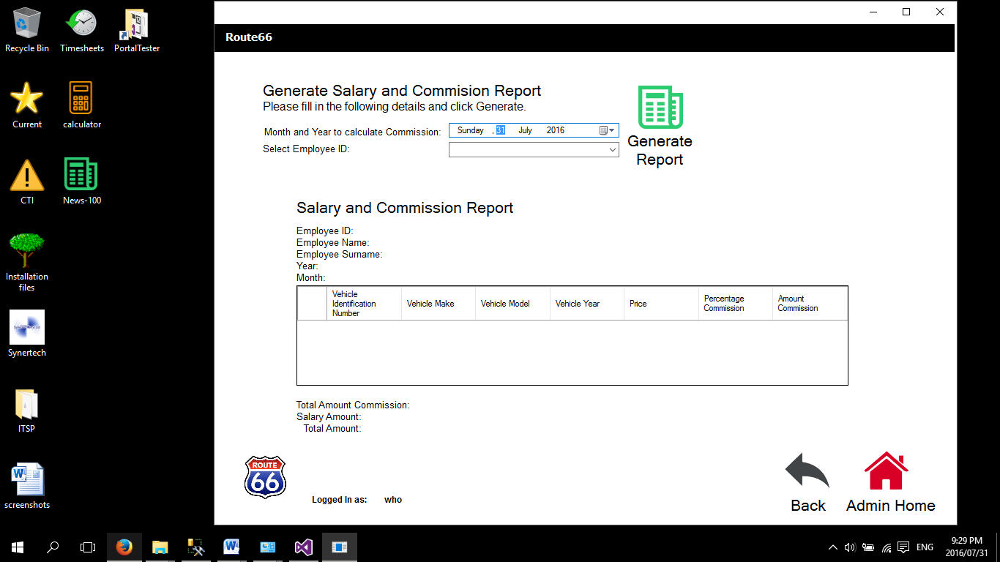 Recycle Bin
Timesheets
PortalTester
Current
calculator
CTI
News-100
Installation
files
Synertech
ITSP
screenshots
Route66
Generate Salary and Commision Report
Please fill in the following details and click Generate.
Month and Year to calculate Commission:
Sunday , 31 July 2016
Select Employee ID:
Generate
Report
Salary and Commission Report
Employee ID:
Employee Name:
Employee Surname:
Year:
Month:
Vehicle
Identification
Number
Vehicle Make
Vehicle Model
Vehicle Year
Price
Percentage
Commission
Amount
Commission
Total Amount Commission:
Salary Amount:
Total Amount:
ROUTE
66
Logged In as: who
Back
Admin Home
ENG
9:29 PM
2016/07/31